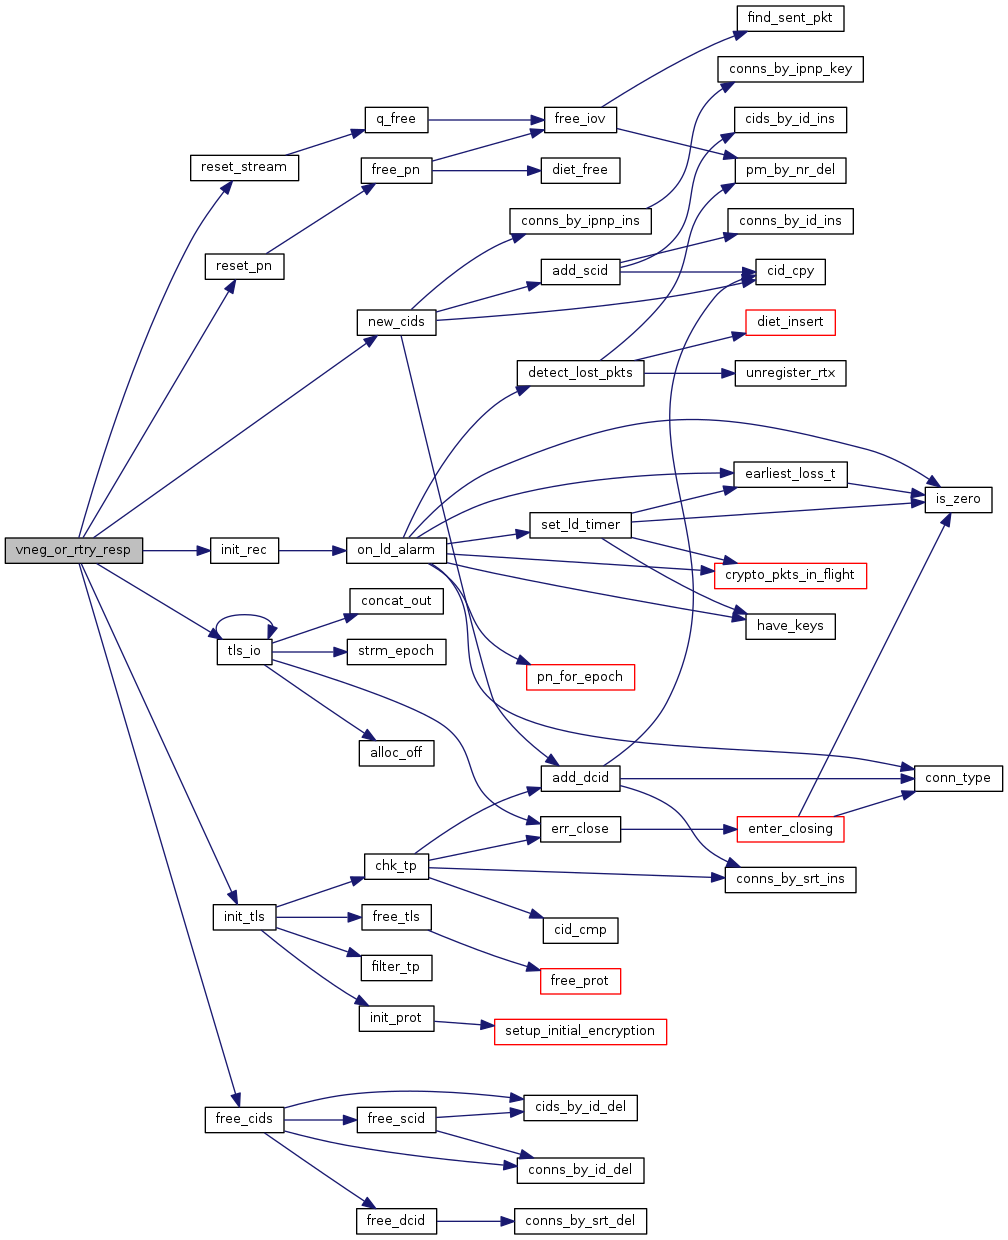 find_sent_pkt
conns_by_ipnp_key
q_free
free_iov
cids_by_id_ins
reset_stream
free_pn
diet_free
pm_by_nr_del
conns_by_ipnp_ins
conns_by_id_ins
reset_pn
add_scid
cid_cpy
new_cids
diet_insert
detect_lost_pkts
unregister_rtx
earliest_loss_t
is_zero
set_ld_timer
vneg_or_rtry_resp
init_rec
on_ld_alarm
crypto_pkts_in_flight
concat_out
have_keys
tls_io
strm_epoch
pn_for_epoch
alloc_off
add_dcid
conn_type
err_close
enter_closing
chk_tp
conns_by_srt_ins
init_tls
free_tls
cid_cmp
filter_tp
free_prot
init_prot
setup_initial_encryption
cids_by_id_del
free_cids
free_scid
conns_by_id_del
free_dcid
conns_by_srt_del